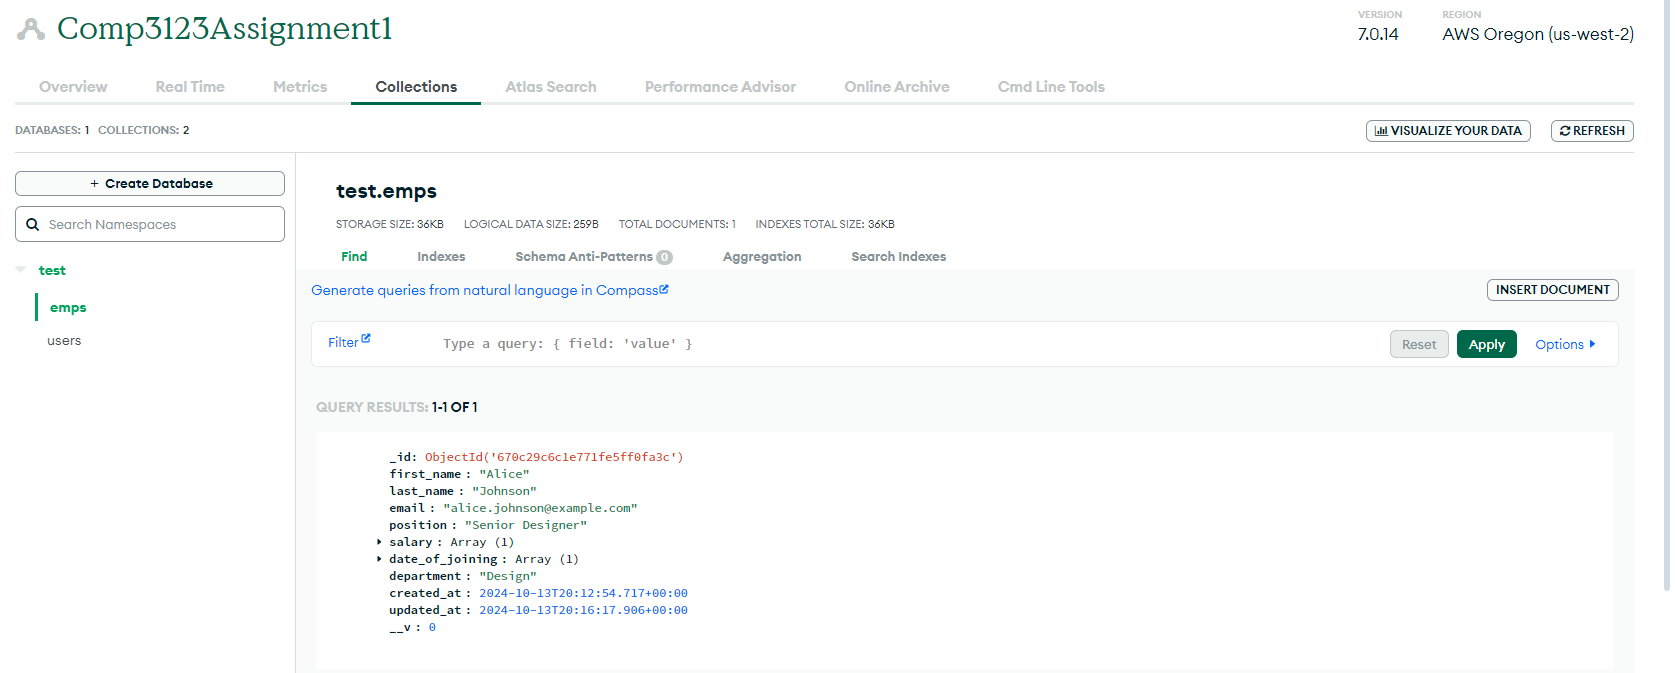 Comp3123Assignment1
VERSION
7.0.14
REGION
AWS Oregon (us-west-2)
Overview Real Time Metrics Collections Atlas Search Performance Advisor Online Archive Cmd Line Tools
DATABASES: 1 COLLECTIONS: 2
VISUALIZE YOUR DATA
REFRESH
+ Create Database
Search Namespaces
test
emps
users
test.emps
STORAGE SIZE: 36KB LOGICAL DATA SIZE: 259B TOTAL DOCUMENTS: 1 INDEXES TOTAL SIZE: 36KB
Find Indexes Schema Anti-Patterns 0 Aggregation Search Indexes
Generate queries from natural language in Compass
INSERT DOCUMENT
Filter
Type a query: { field: 'value' }
Reset
Apply
Options
QUERY RESULTS: 1-1 OF 1
_id: ObjectId('670c29c6c1e771fe5ff0fa3c')
first_name : "Alice"
last_name : "Johnson"
email : "alice.johnson@example.com"
position : "Senior Designer"
salary : Array (1)
date_of_joining : Array (1)
department : "Design"
created_at : 2024-10-13T20:12:54.717+00:00
updated_at : 2024-10-13T20:16:17.906+00:00
__v : 0